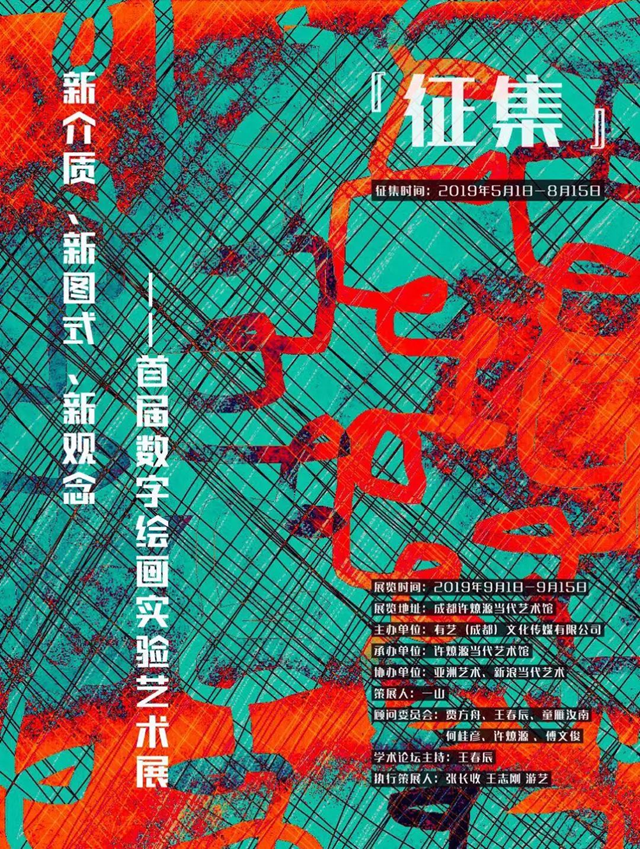 『征集』
征集时间：2019年5月1日—8月15日
新介质、新图式、新观念
——首届数字绘画实验艺术展
展览时间：2019年9月1日—9月15日
展览地址：成都许燎源当代艺术馆
主办单位：有艺（成都）文化传媒有限公司
承办单位：许燎源当代艺术馆
协办单位：亚洲艺术、新浪当代艺术
策展人：一山
顾问委员会：贾方舟、王春辰、童雁汝南
何桂彦、许燎源、傅文俊
学术论坛主持：王春辰
执行策展人：张长收 王志刚 游艺